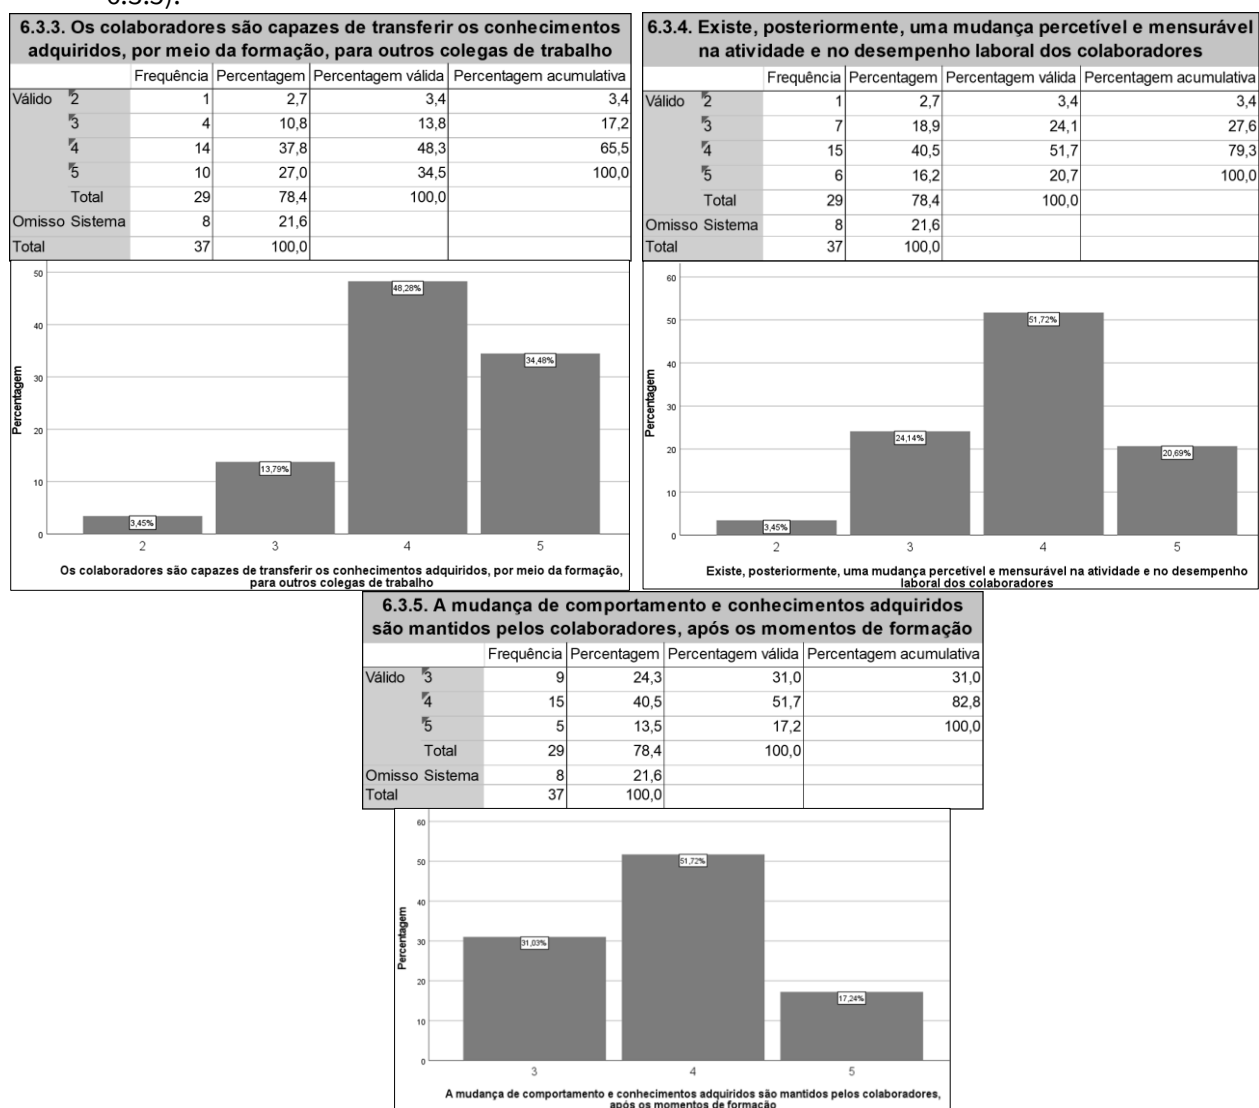 6.3.3. Os colaboradores são capazes de transferir os conhecimentos
adquiridos, por meio da formação, para outros colegas de trabalho
Frequência Percentagem Percentagem válida Percentagem acumulativa
Válido 2 1 2,7 3,4 3,4
3 4 10,8 13,8 17,2
4 14 37,8 48,3 65,5
5 10 27,0 34,5 100,0
Total 29 78,4 100,0
Omisso Sistema 8 21,6
Total 37 100,0
50
40
30
20
10
0
Percentagem
3,45%
13,79%
48,28%
34,48%
2 3 4 5
Os colaboradores são capazes de transferir os conhecimentos adquiridos, por meio da formação,
para outros colegas de trabalho
6.3.4. Existe, posteriormente, uma mudança percetível e mensurável
na atividade e no desempenho laboral dos colaboradores
Frequência Percentagem Percentagem válida Percentagem acumulativa
Válido 2 1 2,7 3,4 3,4
3 7 18,9 24,1 27,6
4 15 40,5 51,7 79,3
5 6 16,2 20,7 100,0
Total 29 78,4 100,0
Omisso Sistema 8 21,6
Total 37 100,0
60
50
40
30
20
10
0
Percentagem
3,45%
24,14%
51,72%
20,69%
2 3 4 5
Existe, posteriormente, uma mudança percetível e mensurável na atividade e no desempenho
laboral dos colaboradores
6.3.5. A mudança de comportamento e conhecimentos adquiridos
são mantidos pelos colaboradores, após os momentos de formação
Frequência Percentagem Percentagem válida Percentagem acumulativa
Válido 3 9 24,3 31,0 31,0
4 15 40,5 51,7 82,8
5 5 13,5 17,2 100,0
Total 29 78,4 100,0
Omisso Sistema 8 21,6
Total 37 100,0
60
50
40
30
20
10
0
Percentagem
31,03%
51,72%
17,24%
3 4 5
A mudança de comportamento e conhecimentos adquiridos são mantidos pelos colaboradores,
após os momentos de formação